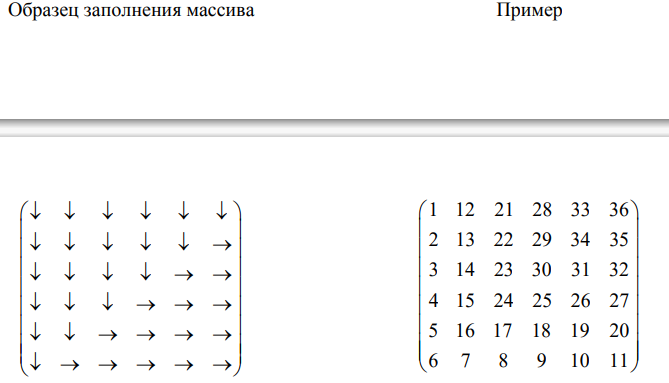 Образец заполнения массива Пример
↓ ↓ ↓ ↓ ↓ ↓ 1 12 21 28 33 36
↓ ↓ ↓ ↓ ↓ → 2 13 22 29 34 35
↓ ↓ ↓ ↓ → → 3 14 23 30 31 32
↓ ↓ ↓ → → → 4 15 24 25 26 27
↓ ↓ → → → → 5 16 17 18 19 20
↓ → → → → → 6 7 8 9 10 11